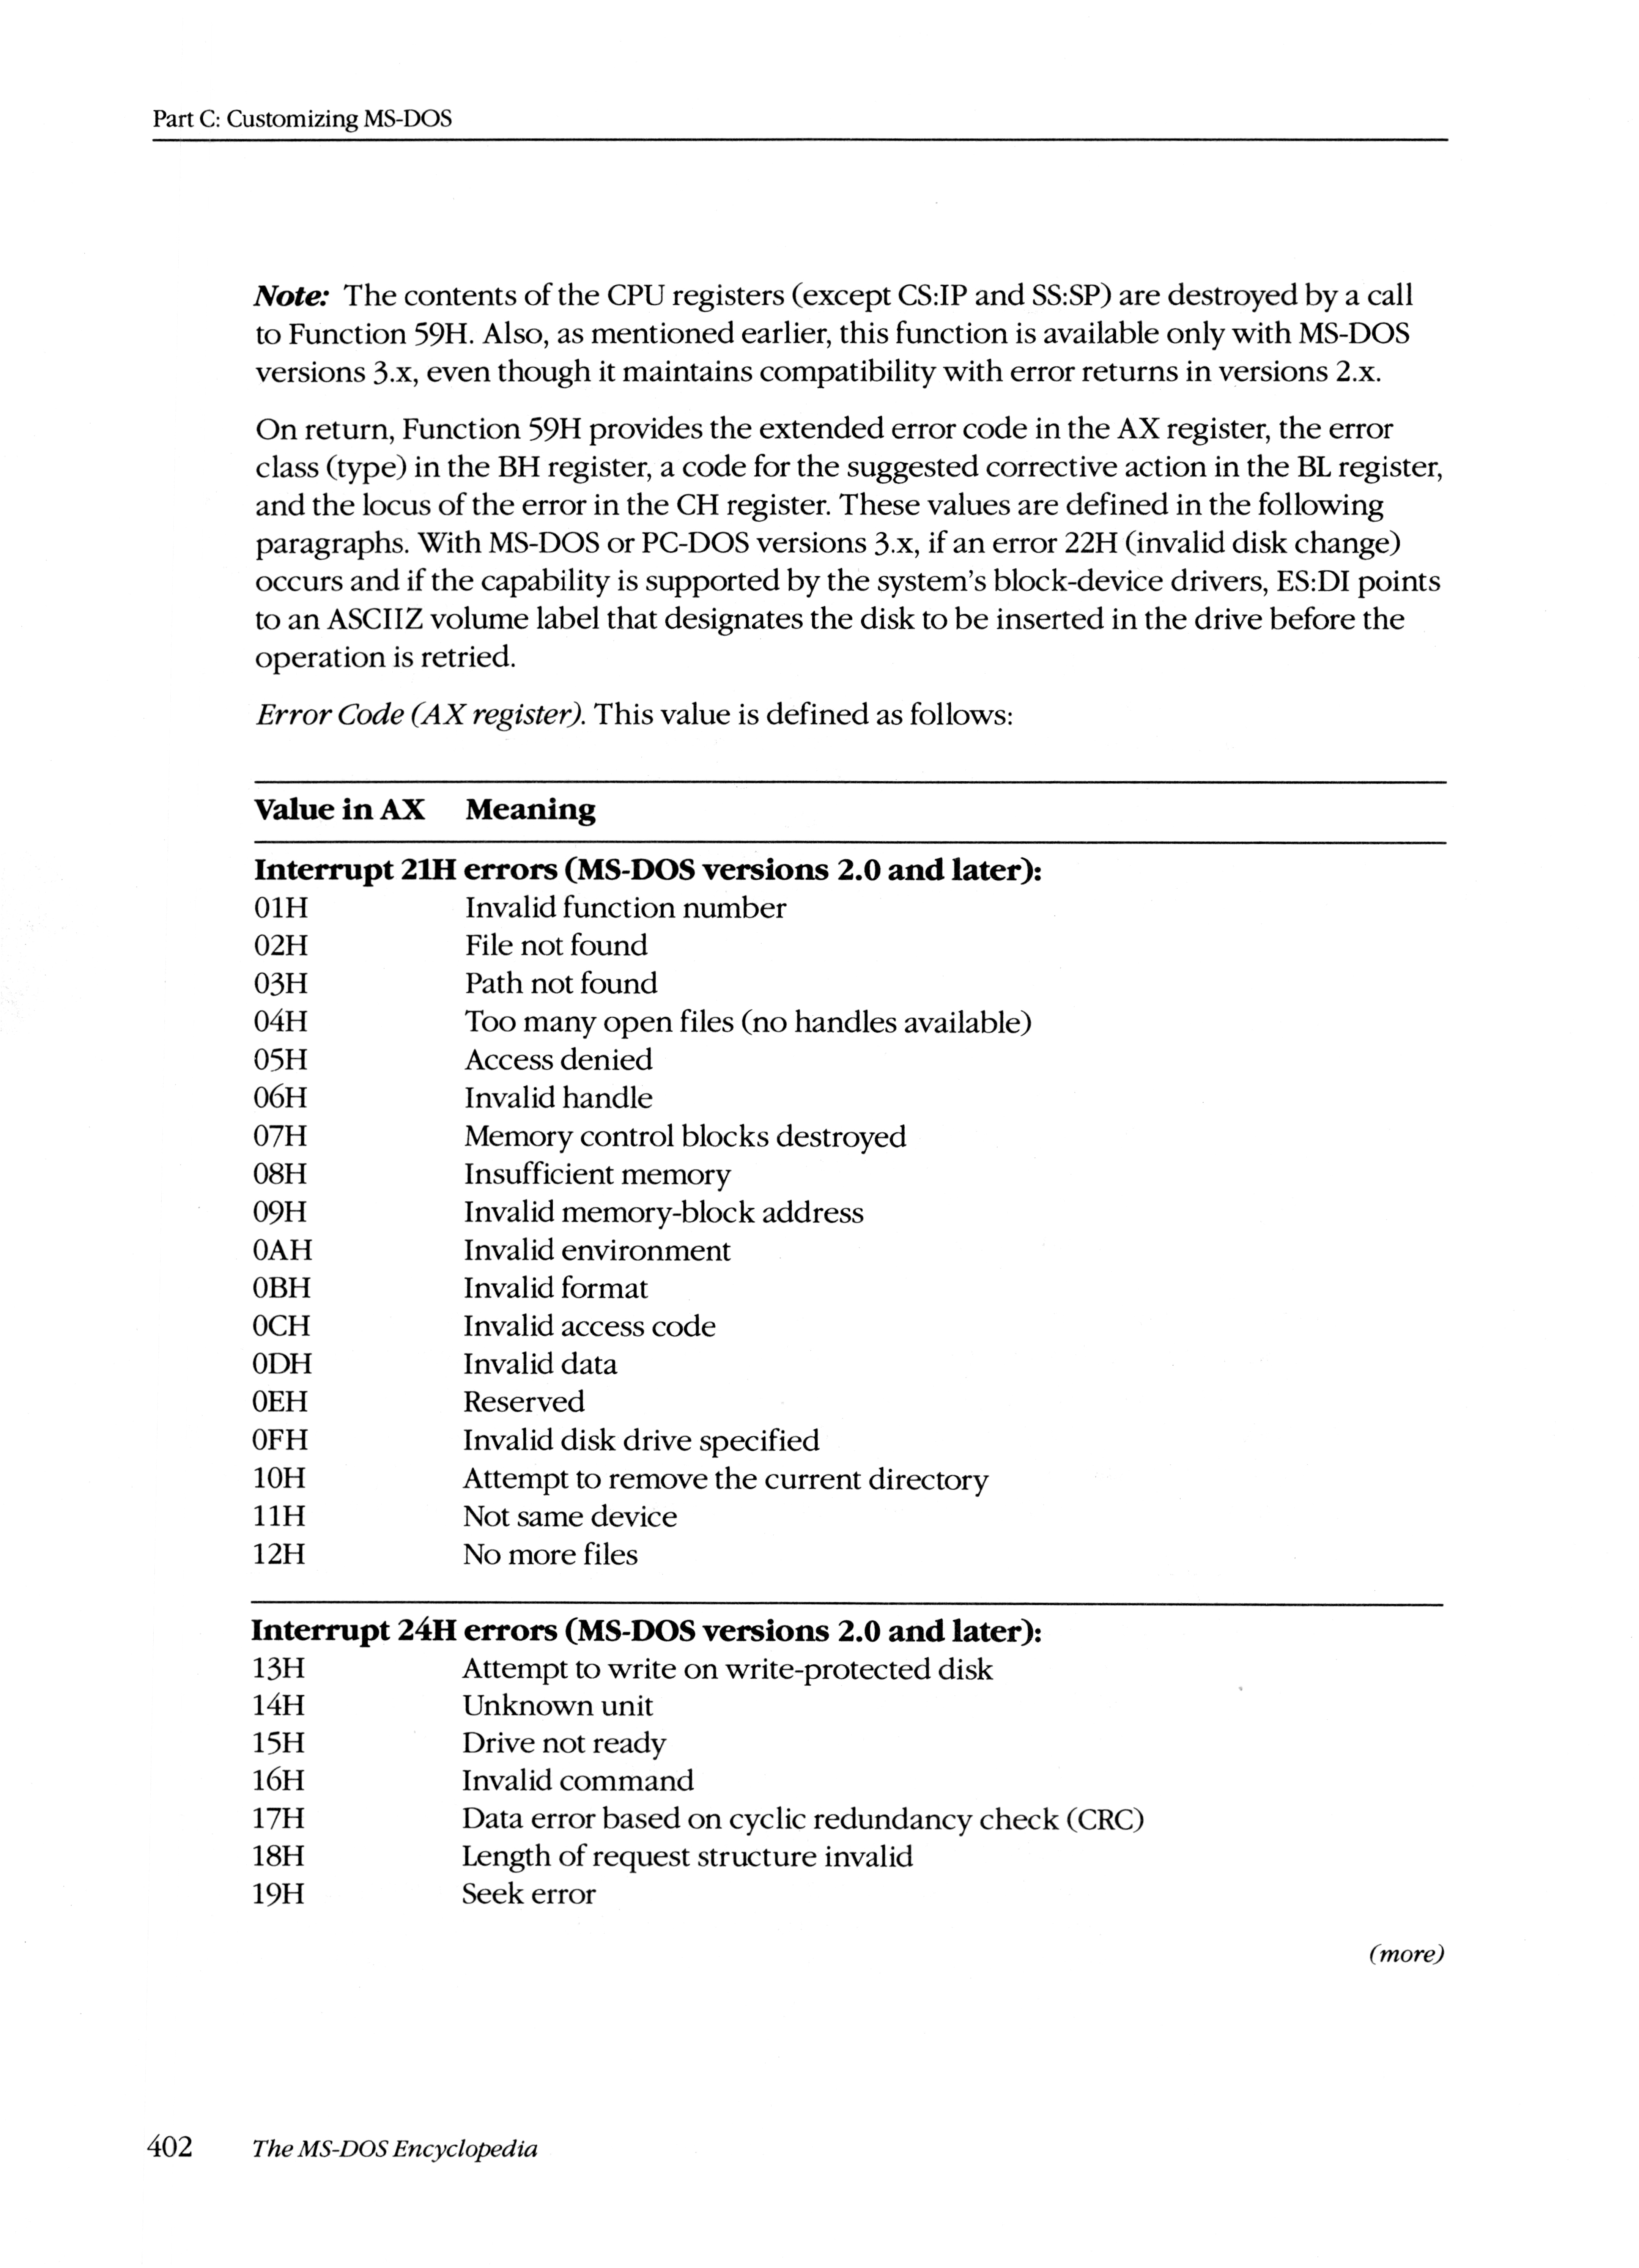 Part C: Customizing MS-DOS
Note: The contents of the CPU registers (except CS:IP and SS:SP) are destroyed by a call
to Function 59H. Also, as mentioned earlier, this function is available only with MS-DOS
versions 3.x, even though it maintains compatibility with error returns in versions 2.x.
On return, Function 59H provides the extended error code in the AX register, the error
class (type) in the BH register, a code for the suggested corrective action in the BL register,
and the locus of the error in the CH register. These values are defined in the following
paragraphs. With MS-DOS or PC-DOS versions 3.x, if an error 22H (invalid disk change)
occurs and if the capability is supported by the system's block-device drivers, ES:DI points
to an ASCIIZ volume label that designates the disk to be inserted in the drive before the
operation is retried.
Error Code (AX register). This value is defined as follows:
Value in AX Meaning
Interrupt 21H errors (MS-DOS versions 2.0 and later):
01H Invalid function number
02H File not found
03H Path not found
04H Too many open files (no handles available)
05H Access denied
06H Invalid handle
07H Memory control blocks destroyed
08H Insufficient memory
09H Invalid memory-block address
0AH Invalid environment
0BH Invalid format
0CH Invalid access code
0DH Invalid data
0EH Reserved
0FH Invalid disk drive specified
10H Attempt to remove the current directory
11H Not same device
12H No more files
Interrupt 24H errors (MS-DOS versions 2.0 and later):
13H Attempt to write on write-protected disk
14H Unknown unit
15H Drive not ready
16H Invalid command
17H Data error based on cyclic redundancy check (CRC)
18H Length of request structure invalid
19H Seek error
(more)
402 The MS-DOS Encyclopedia